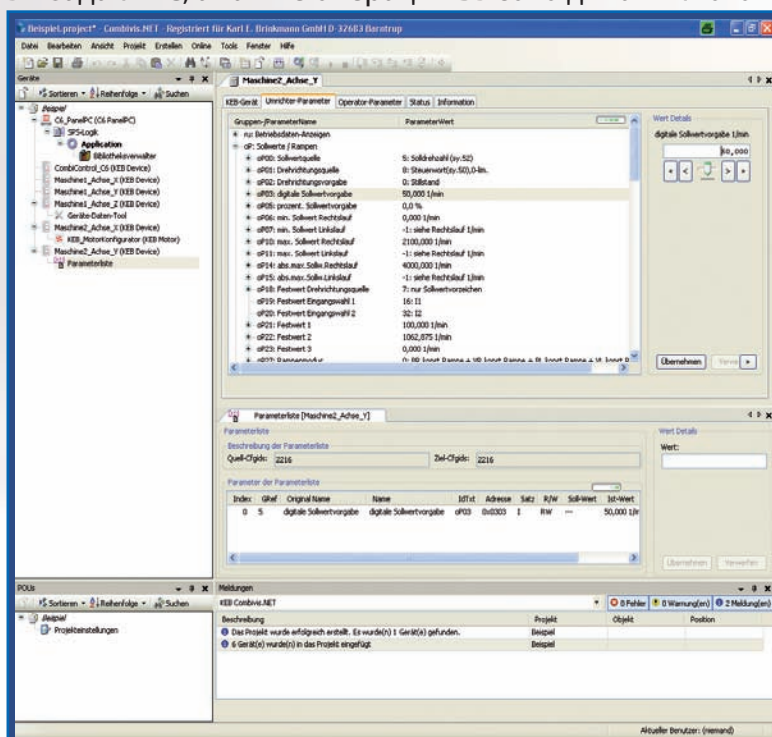 Beispiel.project* - Combivis.NET - Registriert für Karl E. Brinkmann GmbH D-32683 Barntrup
Datei Bearbeiten Ansicht Projekt Erstellen Online Tools Fenster Hilfe
Geräte
Sortieren Reihenfolge Suchen
Beispiel
C6_PanelPC (C6 PanelPC)
SPS-Logik
Application
Bibliotheksverwalter
CombiControl_C6 (KEB Device)
Maschine1_Achse_X (KEB Device)
Maschine1_Achse_Y (KEB Device)
Maschine1_Achse_Z (KEB Device)
Geräte-Daten-Tool
Maschine2_Achse_X (KEB Device)
KEB_MotorKonfigurator (KEB Motor)
Maschine2_Achse_Y (KEB Device)
Parameterliste
Maschine2_Achse_Y
KEB-Gerät Umrichter-Parameter Operator-Parameter Status Information
Gruppen-/ParameterName ParameterWert
ru: Betriebsdaten-Anzeigen
oP: Sollwerte / Rampen
oP00: Sollwertquelle 5: Solldrehzahl (sy.52)
oP01: Drehrichtungsquelle 8: Steuerwort(sy.50),0-lim.
oP02: Drehrichtungsvorgabe 0: Stillstand
oP03: digitale Sollwertvorgabe 50,000 1/min
oP05: prozent. Sollwertvorgabe 0,0 %
oP06: min. Sollwert Rechtslauf 0,000 1/min
oP07: min. Sollwert Linkslauf -1: siehe Rechtslauf 1/min
oP10: max. Sollwert Rechtslauf 2100,000 1/min
oP11: max. Sollwert Linkslauf -1: siehe Rechtslauf 1/min
oP14: abs.max.Sollw.Rechtslauf 4000,000 1/min
oP15: abs.max.Sollw.Linkslauf -1: siehe Rechtslauf 1/min
oP18: Festwert Drehrichtungsquelle 7: nur Sollwertvorzeichen
oP19: Festwert Eingangswahl 1 16: I1
oP20: Festwert Eingangswahl 2 32: I2
oP21: Festwert 1 100,000 1/min
oP22: Festwert 2 1062,875 1/min
oP23: Festwert 3 0,000 1/min
Wert Details
digitale Sollwertvorgabe 1/min
50,000
Übernehmen
Parameterliste [Maschine2_Achse_Y]
Parameterliste
Beschreibung der Parameterliste
Quell-Cfgids: 2216 Ziel-Cfgids: 2216
Parameter der Parameterliste
Index GRef Original Name Name IdTxt Adresse Satz R/W Soll-Wert Ist-Wert
0 5 digitale Sollwertvorgabe digitale Sollwertvorgabe oP03 0x0303 I RW --- 50,000 1/
Wert Details
Wert:
Übernehmen Verwerfen
POUs
Sortieren Reihenfolge Suchen
Beispiel
Projekteinstellungen
Meldungen
KEB Combivis.NET 0 Fehler 0 Warnung(en) 2 Meldung(en)
Beschreibung Projekt Objekt Position
Das Projekt wurde erfolgreich erstellt. Es wurde(n) 1 Gerät(e) gefunden. Beispiel
6 Gerät(e) wurde(n) in das Projekt eingefügt Beispiel
Aktueller Benutzer: (niemand)